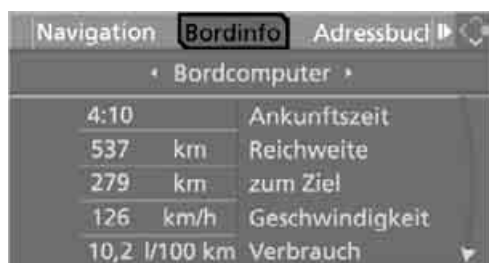 Navigation Bordinfo Adressbucl
Bordcomputer
4:10 Ankunftszeit
537 km Reichweite
279 km zum Ziel
126 km/h Geschwindigkeit
10,2 l/100 km Verbrauch